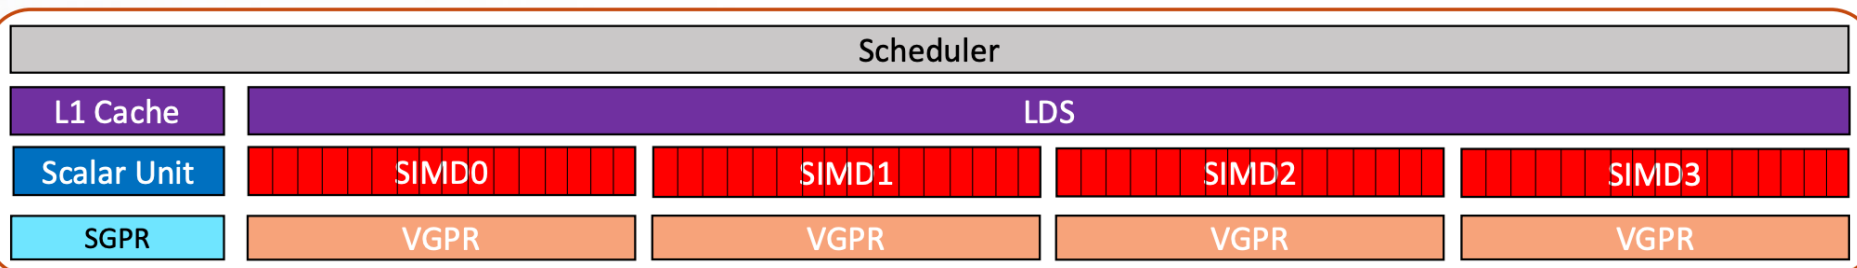 Scheduler
L1 Cache LDS
Scalar Unit SIMD0 SIMD1 SIMD2 SIMD3
SGPR VGPR VGPR VGPR VGPR